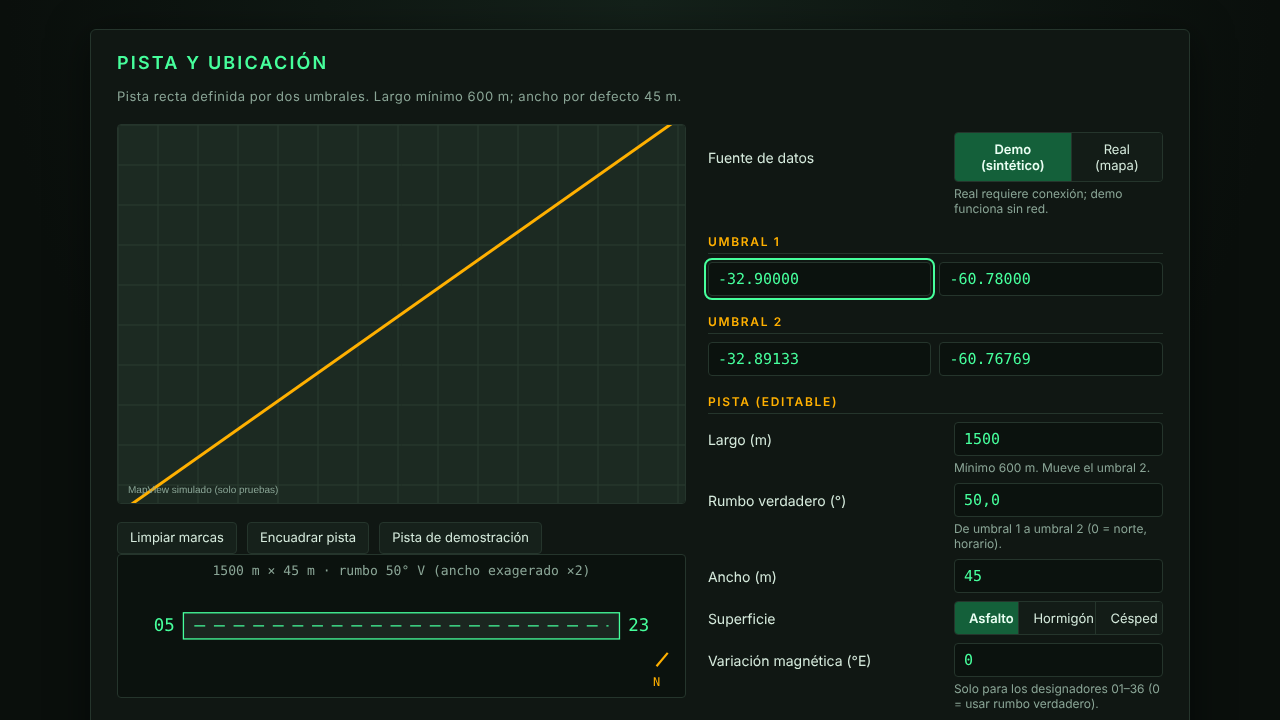 PISTA Y UBICACIÓN
Pista recta definida por dos umbrales. Largo mínimo 600 m; ancho por defecto 45 m.
MapView simulado (solo pruebas)
Limpiar marcas
Encuadrar pista
Pista de demostración
1500 m × 45 m · rumbo 50° V (ancho exagerado ×2)
05
23
N
Fuente de datos
Demo
(sintético)
Real
(mapa)
Real requiere conexión; demo
funciona sin red.
UMBRAL 1
-32.90000
-60.78000
UMBRAL 2
-32.89133
-60.76769
PISTA (EDITABLE)
Largo (m)
1500
Mínimo 600 m. Mueve el umbral 2.
Rumbo verdadero (°)
50,0
De umbral 1 a umbral 2 (0 = norte,
horario).
Ancho (m)
45
Superficie
Asfalto
Hormigón
Césped
Variación magnética (°E)
0
Solo para los designadores 01–36 (0
= usar rumbo verdadero).